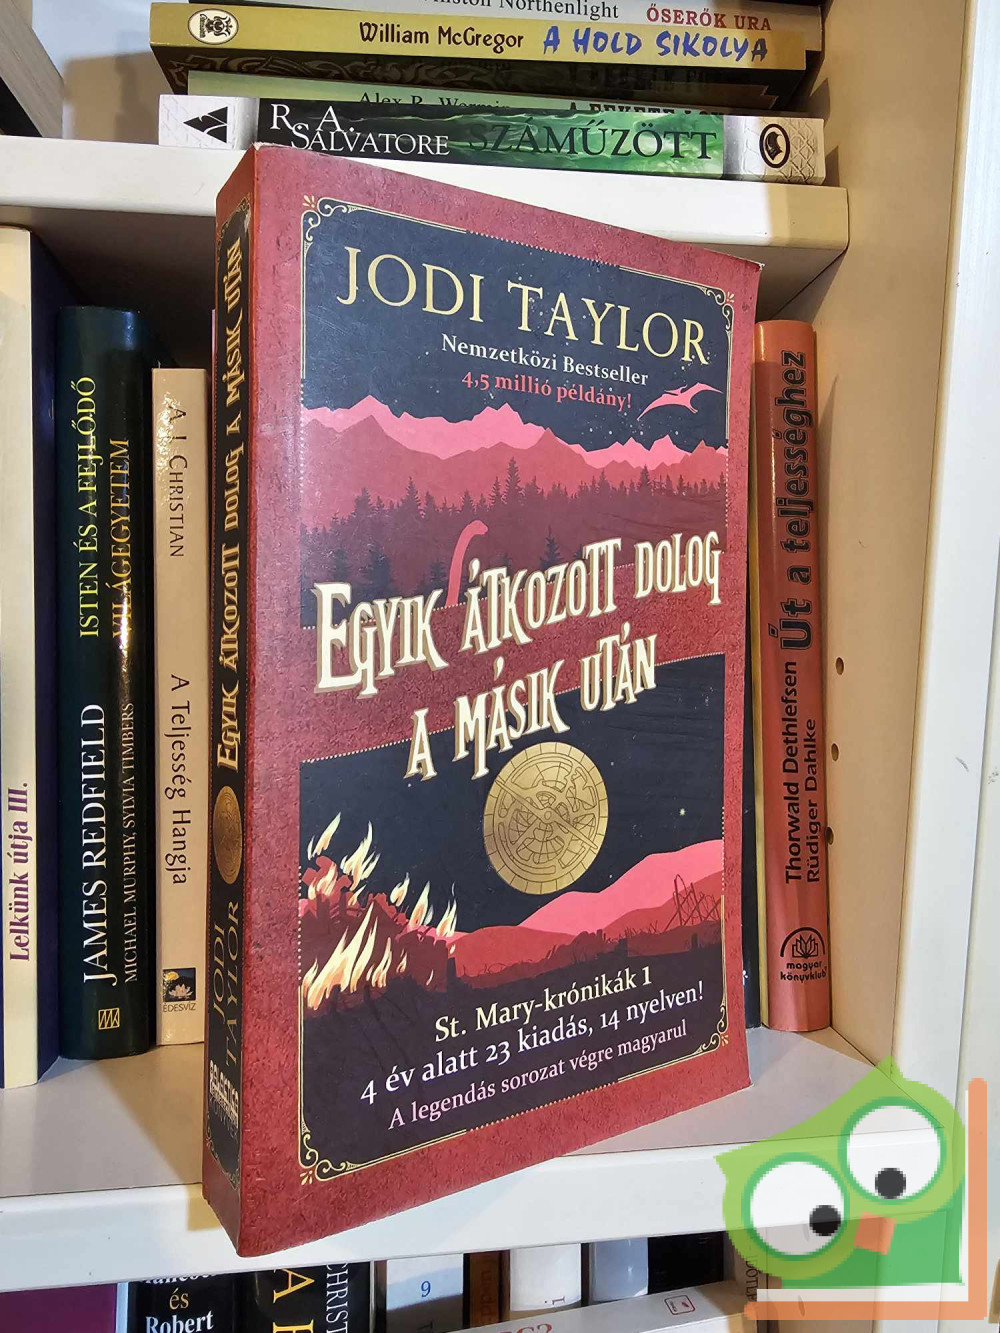 Winston Northenlight ŐSERŐK URA
William McGregor A HOLD SIKOLYA
R. A. SALVATORE SZÁMŰZÖTT
JODI TAYLOR
Nemzetközi Bestseller
4,5 millió példány!
EGYIK ÁTKOZOTT DOLOG
A MÁSIK UTÁN
St. Mary-krónikák 1
4 év alatt 23 kiadás, 14 nyelven!
A legendás sorozat végre magyarul
JODI TAYLOR EGYIK ÁTKOZOTT DOLOG A MÁSIK UTÁN
Lelkünk útja III.
JAMES REDFIELD ISTEN ÉS A FEJLŐDŐ
MICHAEL MURPHY, SYLVIA TIMBERS VILÁGEGYETEM
A. J. CHRISTIAN A Teljesség Hangja
ÉDESVÍZ
Thorwald Dethlefsen
Rüdiger Dahlke
Út a teljességhez
magyar
könyvklub
és
Robert
9